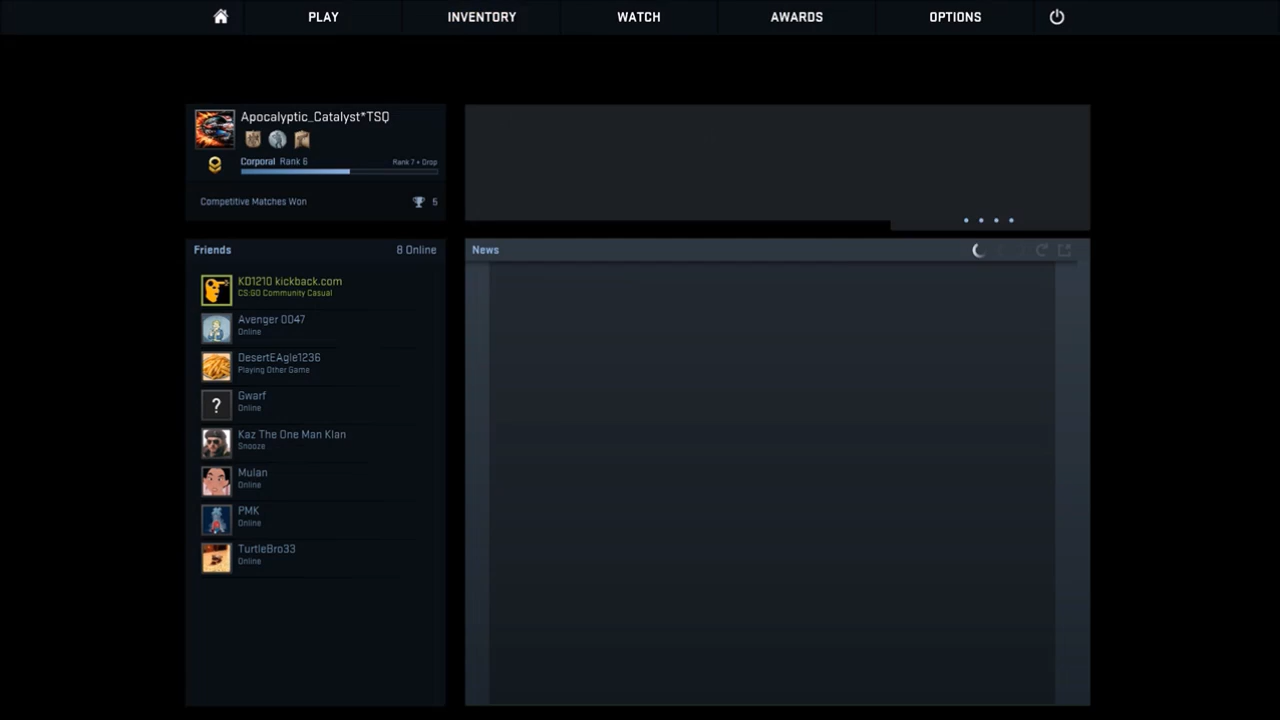 PLAY
INVENTORY
WATCH
AWARDS
OPTIONS
Apocalyptic_Catalyst*TSQ
Corporal Rank 6
Rank 7 + Drop
Competitive Matches Won
5
Friends
8 Online
News
KD1210 kickback.com
CS:GO Community Casual
Avenger 0047
Online
DesertEAgle1236
Playing Other Game
?
Gwarf
Online
Kaz The One Man Klan
Snooze
Mulan
Online
PMK
Online
TurtleBro33
Online